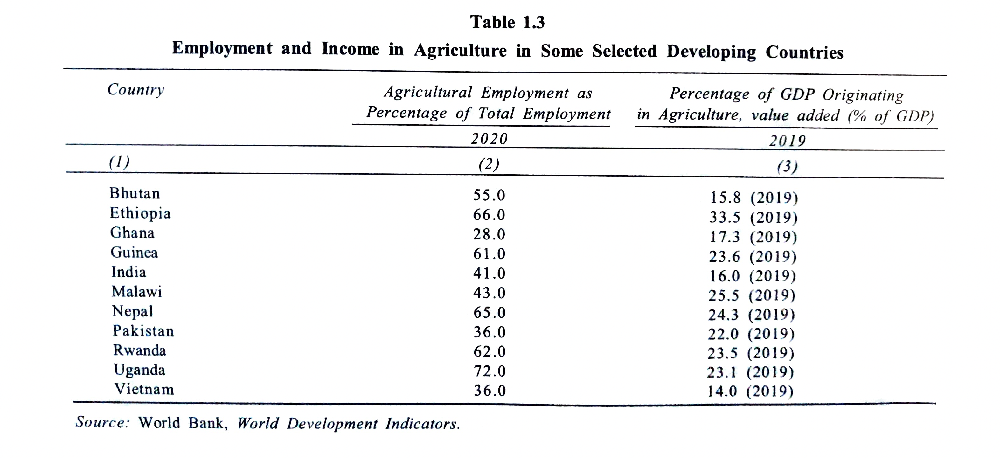 Table 1.3
Employment and Income in Agriculture in Some Selected Developing Countries
Country Agricultural Employment as Percentage of GDP Originating
Percentage of Total Employment in Agriculture, value added (% of GDP)
2020 2019
(1) (2) (3)
Bhutan 55.0 15.8 (2019)
Ethiopia 66.0 33.5 (2019)
Ghana 28.0 17.3 (2019)
Guinea 61.0 23.6 (2019)
India 41.0 16.0 (2019)
Malawi 43.0 25.5 (2019)
Nepal 65.0 24.3 (2019)
Pakistan 36.0 22.0 (2019)
Rwanda 62.0 23.5 (2019)
Uganda 72.0 23.1 (2019)
Vietnam 36.0 14.0 (2019)
Source: World Bank, World Development Indicators.